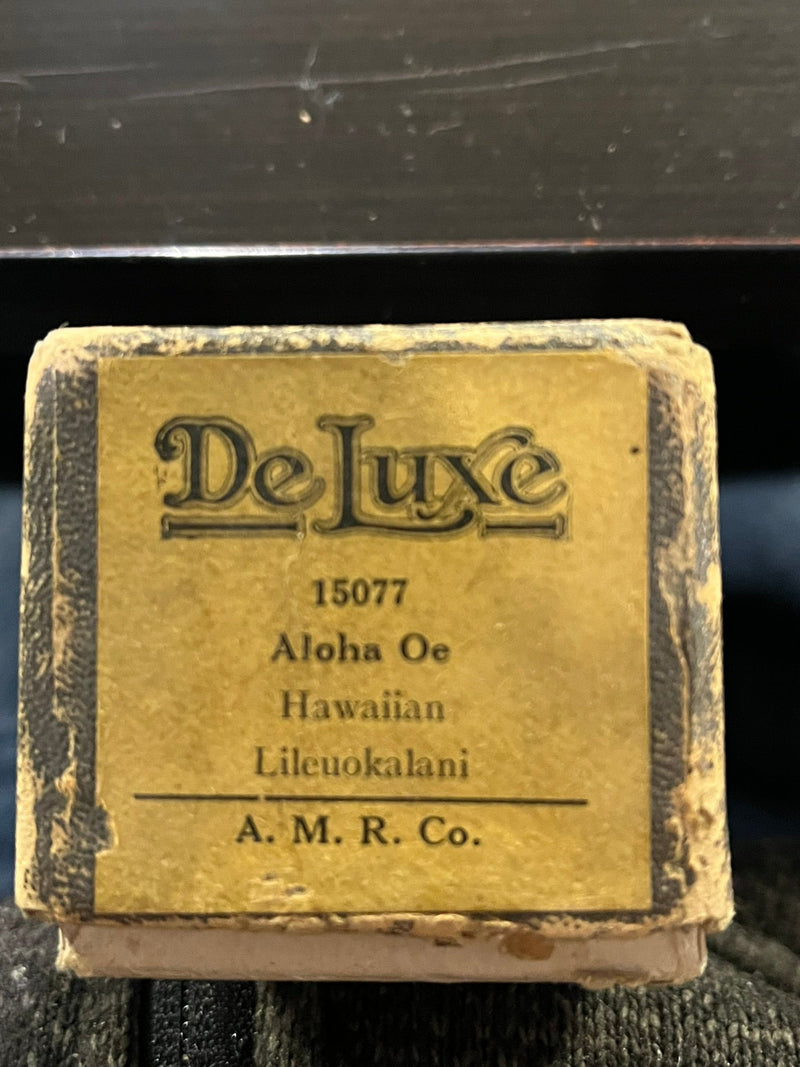 DeLuxe
15077
Aloha Oe
Hawaiian
Lileuokalani
A. M. R. Co.